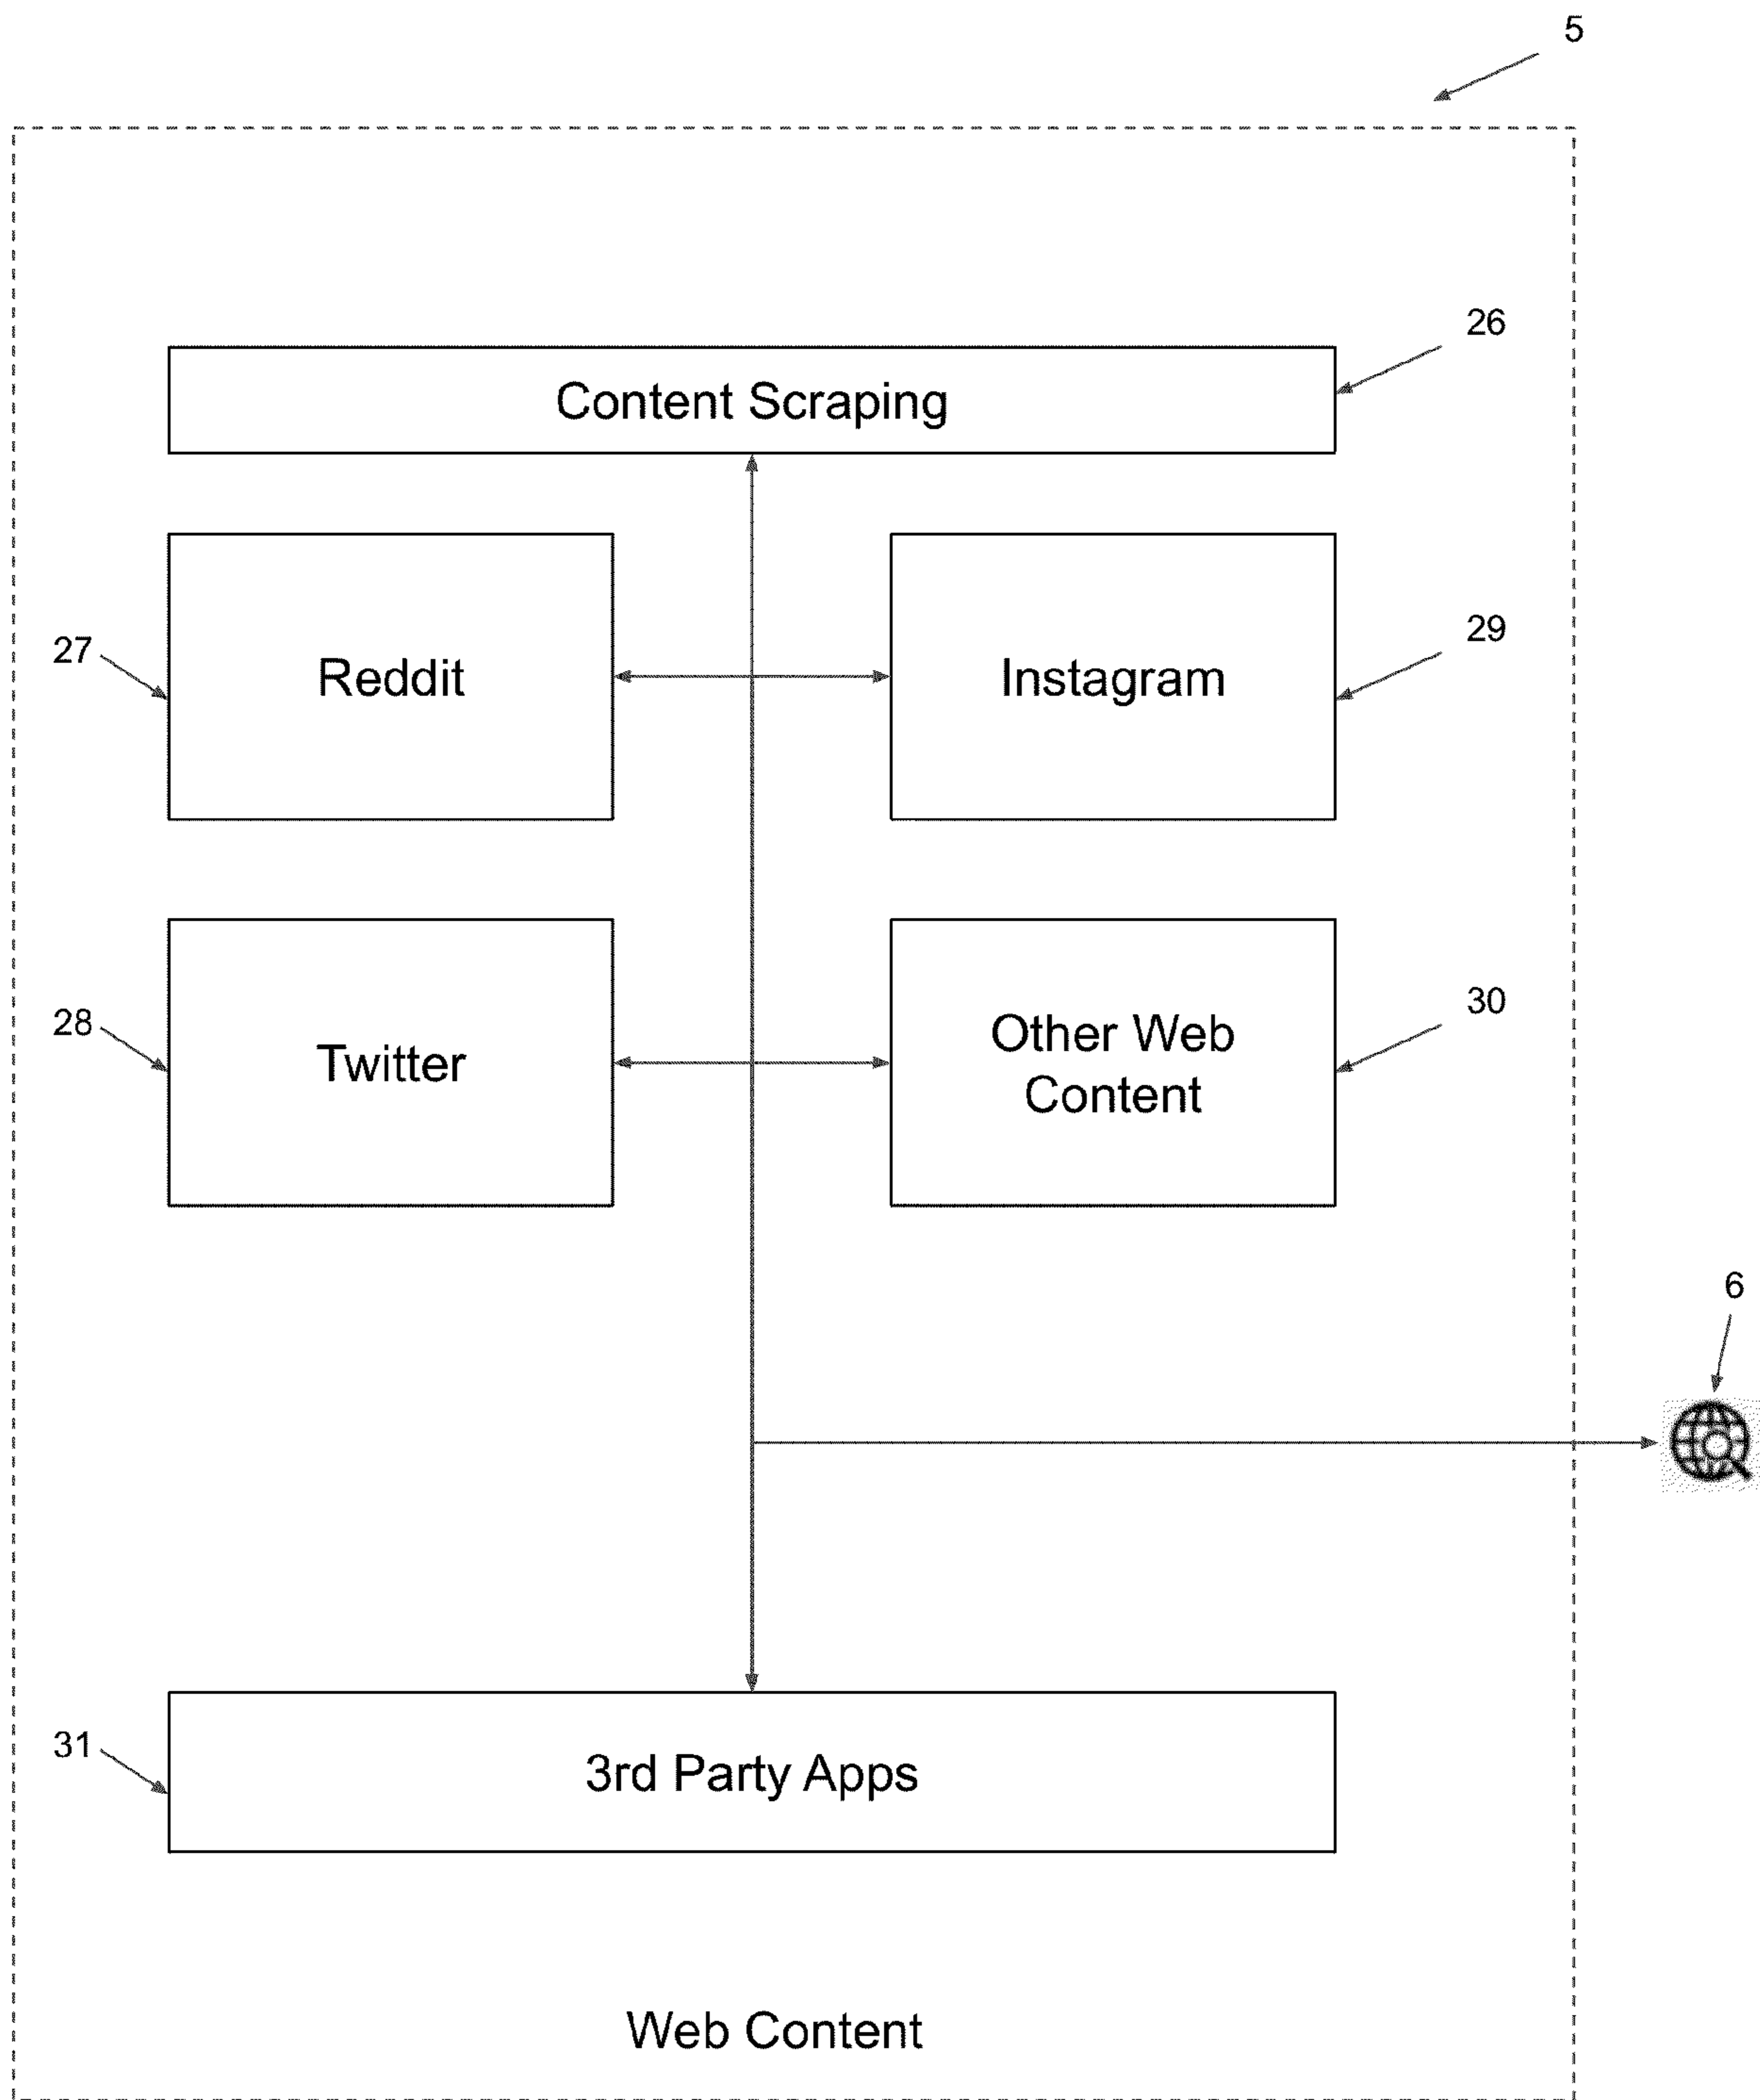 5
26
Content Scraping
27
Reddit
Instagram
29
28
Twitter
Other Web
Content
30
6
31
3rd Party Apps
Web Content